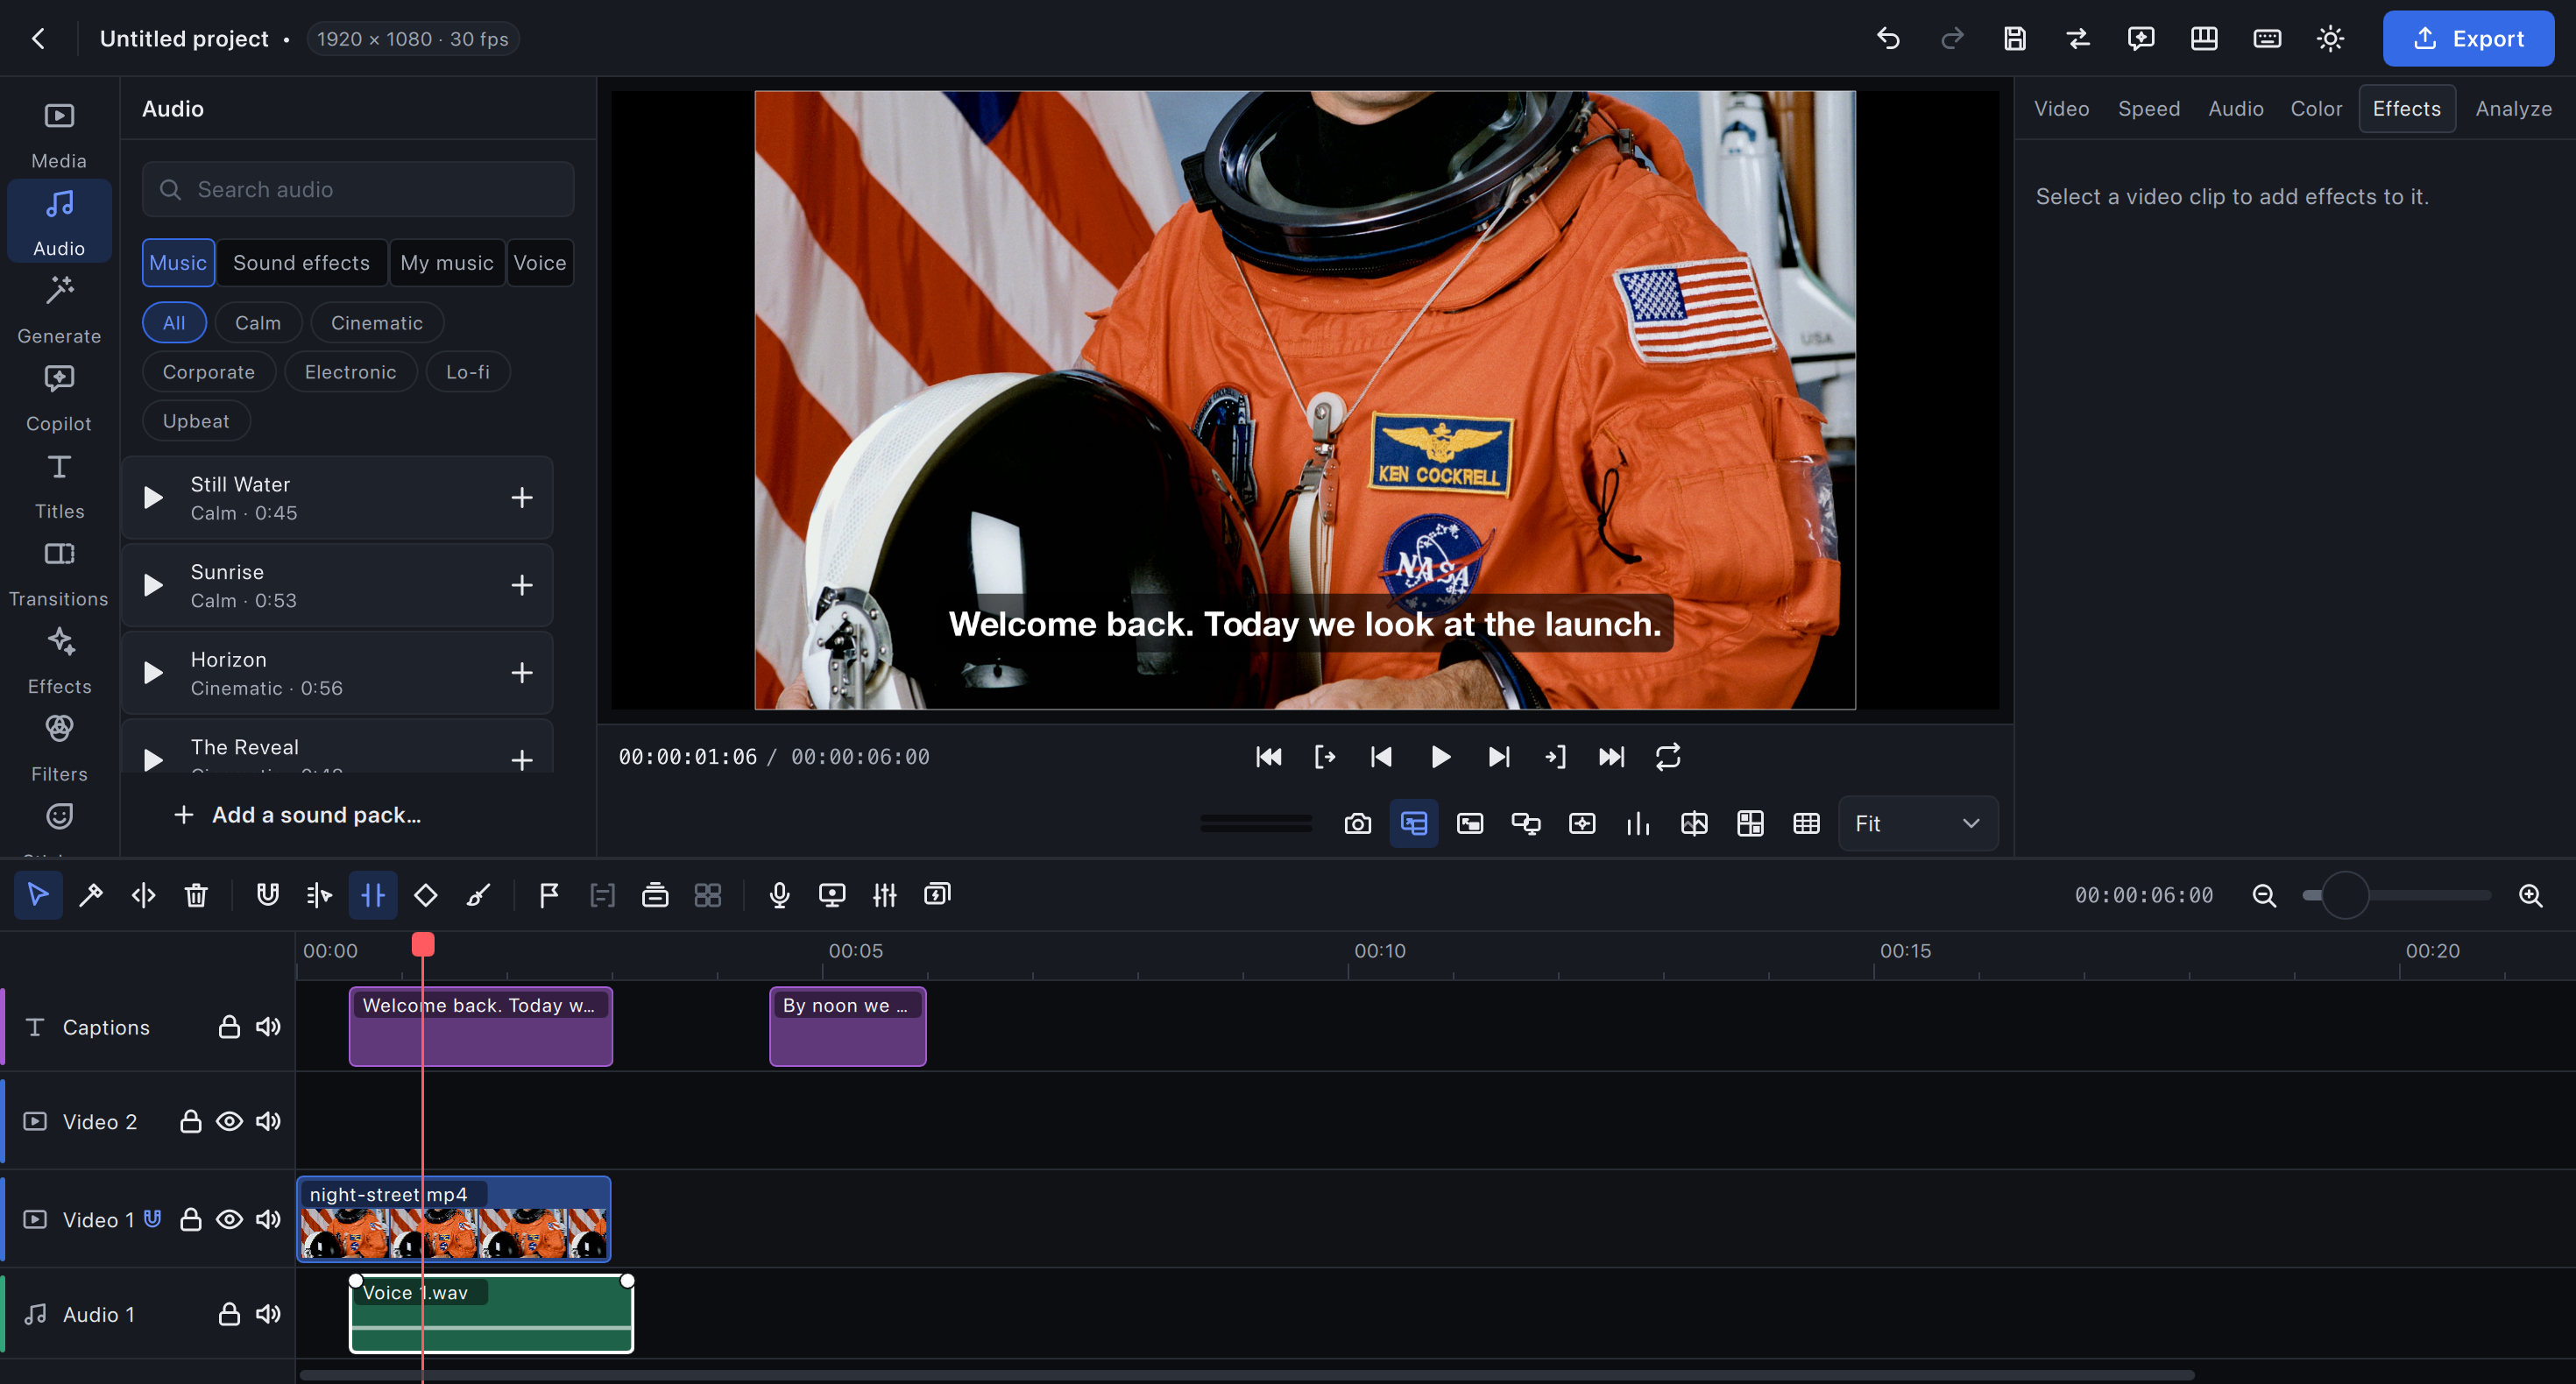 Untitled project • 1920 × 1080 · 30 fps
Export
Media
Audio
Generate
Copilot
Titles
Transitions
Effects
Filters
Audio
Search audio
Music Sound effects My music Voice
All Calm Cinematic
Corporate Electronic Lo-fi
Upbeat
Still Water
Calm · 0:45
Sunrise
Calm · 0:53
Horizon
Cinematic · 0:56
The Reveal
Add a sound pack...
USA
KEN COCKRELL
NASA
Welcome back. Today we look at the launch.
00:00:01:06 / 00:00:06:00
Fit
Video Speed Audio Color Effects Analyze
Select a video clip to add effects to it.
00:00:06:00
00:00 00:05 00:10 00:15 00:20
Captions
Welcome back. Today w...
By noon we ...
Video 2
Video 1
night-street.mp4
Audio 1
Voice 1.wav